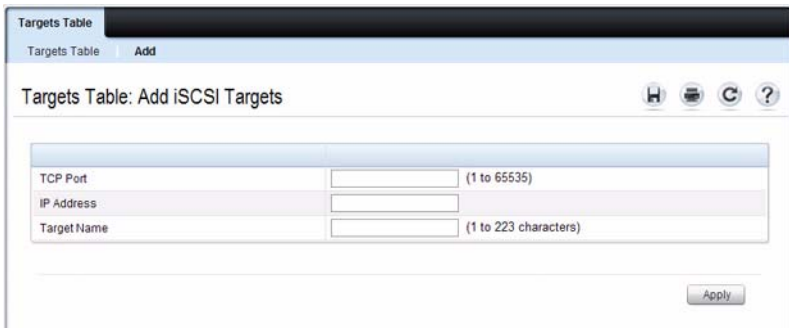 Targets Table
Targets Table Add
Targets Table: Add iSCSI Targets
TCP Port (1 to 65535)
IP Address
Target Name (1 to 223 characters)
Apply